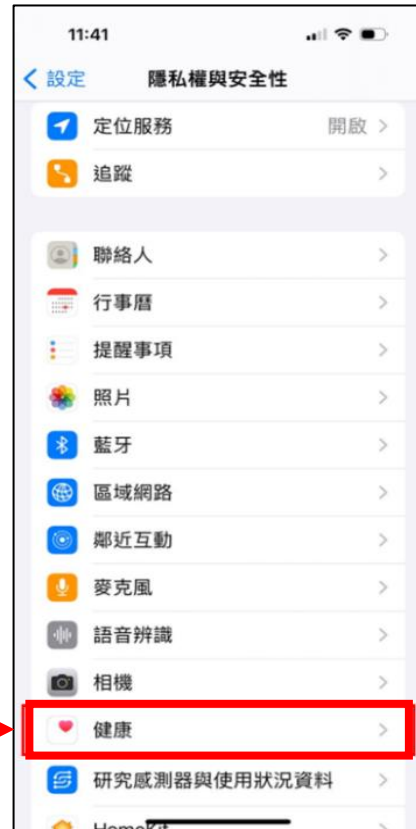 11:41
設定 隱私權與安全性
定位服務 開啟
追蹤
聯絡人
行事曆
提醒事項
照片
藍牙
區域網路
鄰近互動
麥克風
語音辨識
相機
健康
研究感測器與使用狀況資料
HomeKit